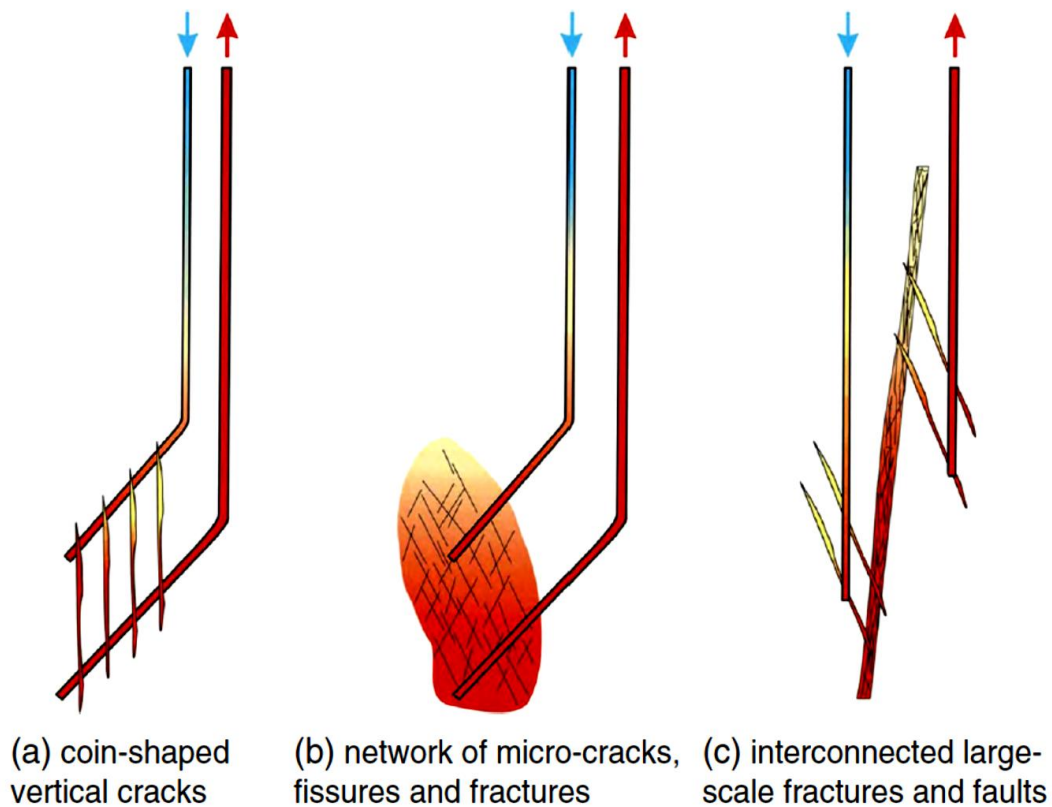 (a) coin-shaped
vertical cracks
(b) network of micro-cracks,
fissures and fractures
(c) interconnected large-
scale fractures and faults